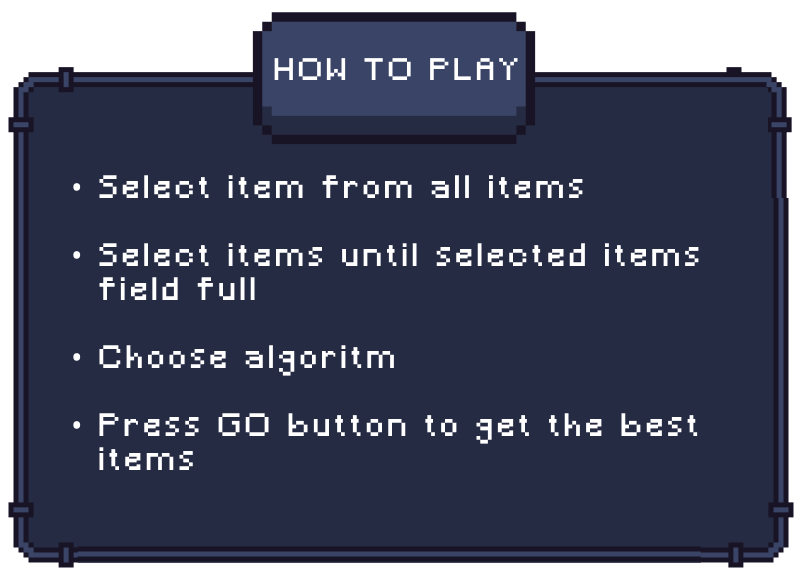 HOW TO PLAY
• Select item from all items
• Select items until selected items
field full
• Choose algoritm
• Press GO button to get the best
items